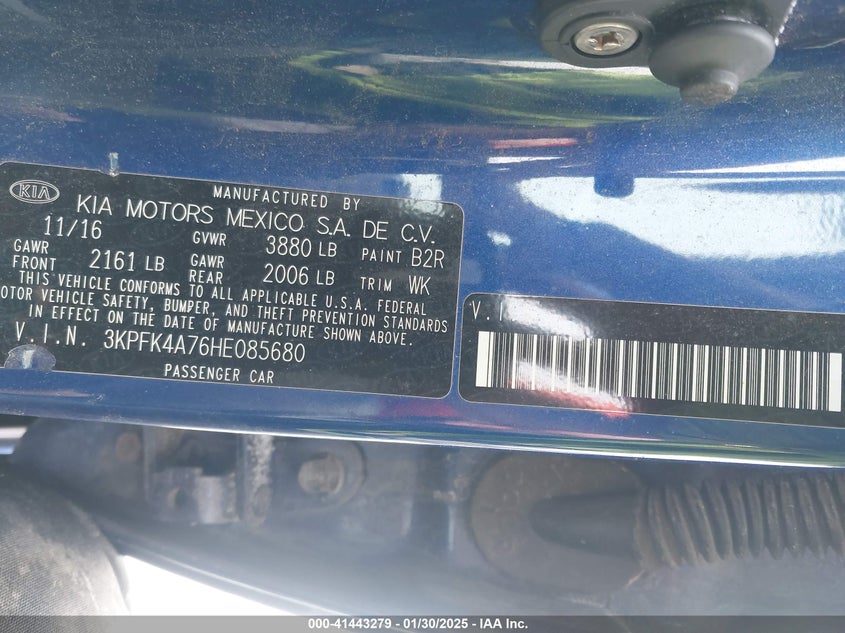 KIA
MANUFACTURED BY
KIA MOTORS MEXICO S.A. DE C.V.
11/16 GVWR 3880 LB PAINT B2R
GAWR FRONT 2161 LB GAWR REAR 2006 LB TRIM WK
THIS VEHICLE CONFORMS TO ALL APPLICABLE U.S.A. FEDERAL
MOTOR VEHICLE SAFETY, BUMPER, AND THEFT PREVENTION STANDARDS
IN EFFECT ON THE DATE OF MANUFACTURE SHOWN ABOVE.
V.I.N. 3KPFK4A76HE085680
PASSENGER CAR
V.I
000-41443279 - 01/30/2025 - IAA Inc.